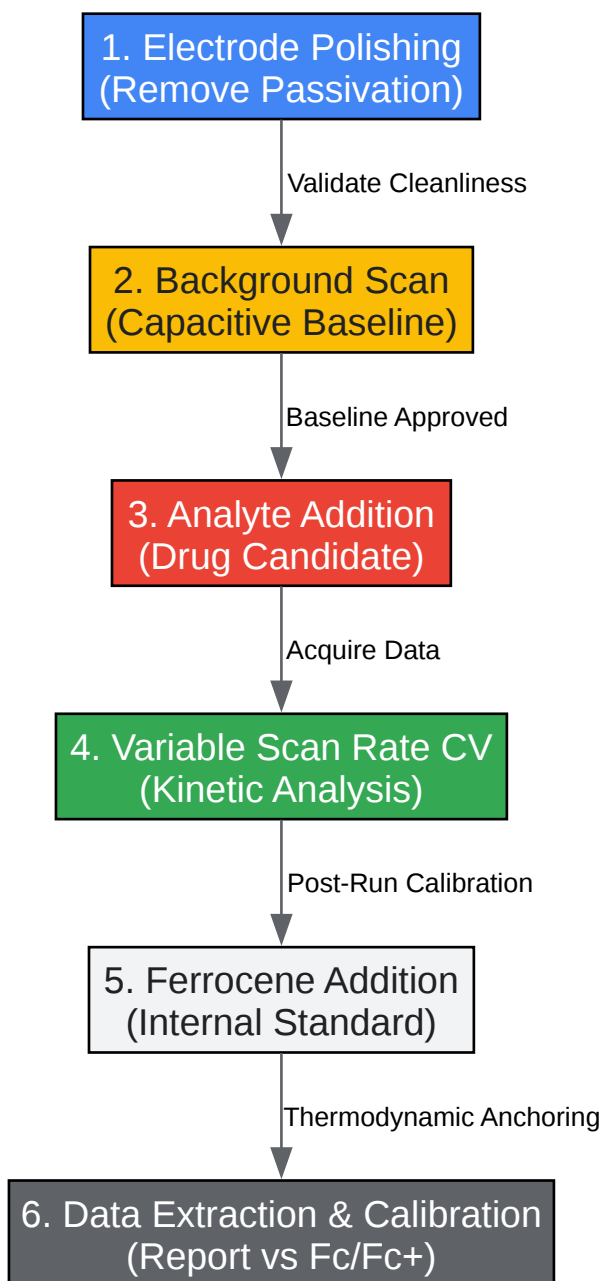 1. Electrode Polishing
(Remove Passivation)
Validate Cleanliness
2. Background Scan
(Capacitive Baseline)
Baseline Approved
3. Analyte Addition
(Drug Candidate)
Acquire Data
4. Variable Scan Rate CV
(Kinetic Analysis)
Post-Run Calibration
5. Ferrocene Addition
(Internal Standard)
Thermodynamic Anchoring
6. Data Extraction & Calibration
(Report vs Fc/Fc+)